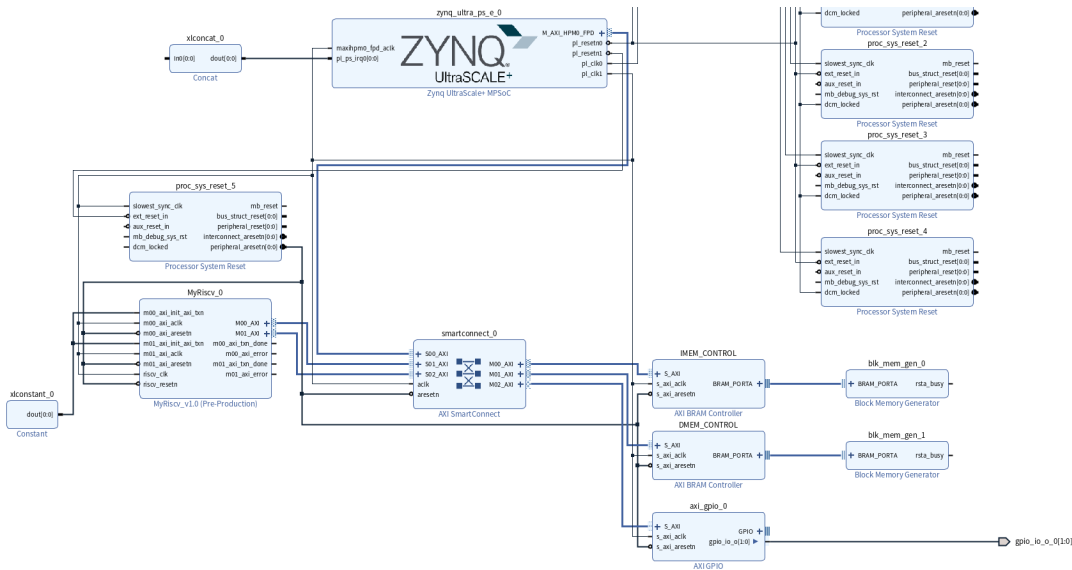 zynq_ultra_ps_e_0
maxihpm0_fpd_aclk
pl_ps_irq0[0:0]
ZYNQ
UltraSCALE+
M_AXI_HPM0_FPD
pl_resetn0
pl_resetn1
pl_clk0
pl_clk1
Zynq UltraScale+ MPSoC
xlconcat_0
In0[0:0]
dout[0:0]
Concat
dcm_locked
peripheral_aresetn[0:0]
Processor System Reset
proc_sys_reset_2
slowest_sync_clk
ext_reset_in
aux_reset_in
mb_debug_sys_rst
dcm_locked
mb_reset
bus_struct_reset[0:0]
peripheral_reset[0:0]
interconnect_aresetn[0:0]
peripheral_aresetn[0:0]
Processor System Reset
proc_sys_reset_3
slowest_sync_clk
ext_reset_in
aux_reset_in
mb_debug_sys_rst
dcm_locked
mb_reset
bus_struct_reset[0:0]
peripheral_reset[0:0]
interconnect_aresetn[0:0]
peripheral_aresetn[0:0]
Processor System Reset
proc_sys_reset_4
slowest_sync_clk
ext_reset_in
aux_reset_in
mb_debug_sys_rst
dcm_locked
mb_reset
bus_struct_reset[0:0]
peripheral_reset[0:0]
interconnect_aresetn[0:0]
peripheral_aresetn[0:0]
Processor System Reset
proc_sys_reset_5
slowest_sync_clk
ext_reset_in
aux_reset_in
mb_debug_sys_rst
dcm_locked
mb_reset
bus_struct_reset[0:0]
peripheral_reset[0:0]
interconnect_aresetn[0:0]
peripheral_aresetn[0:0]
Processor System Reset
MyRiscv_0
m00_axi_init_axi_txn
m00_axi_aclk
m00_axi_aresetn
m01_axi_init_axi_txn
m01_axi_aclk
m01_axi_aresetn
riscv_clk
riscv_resetn
M00_AXI
M01_AXI
m00_axi_txn_done
m00_axi_error
m01_axi_txn_done
m01_axi_error
MyRiscv_v1.0 (Pre-Production)
xlconstant_0
dout[0:0]
Constant
smartconnect_0
S00_AXI
S01_AXI
S02_AXI
aclk
aresetn
M00_AXI
M01_AXI
M02_AXI
AXI SmartConnect
IMEM_CONTROL
S_AXI
s_axi_aclk
s_axi_aresetn
BRAM_PORTA
AXI BRAM Controller
blk_mem_gen_0
BRAM_PORTA
rsta_busy
Block Memory Generator
DMEM_CONTROL
S_AXI
s_axi_aclk
s_axi_aresetn
BRAM_PORTA
AXI BRAM Controller
blk_mem_gen_1
BRAM_PORTA
rsta_busy
Block Memory Generator
axi_gpio_0
S_AXI
s_axi_aclk
s_axi_aresetn
GPIO
gpio_io_o[1:0]
AXI GPIO
gpio_io_o_0[1:0]